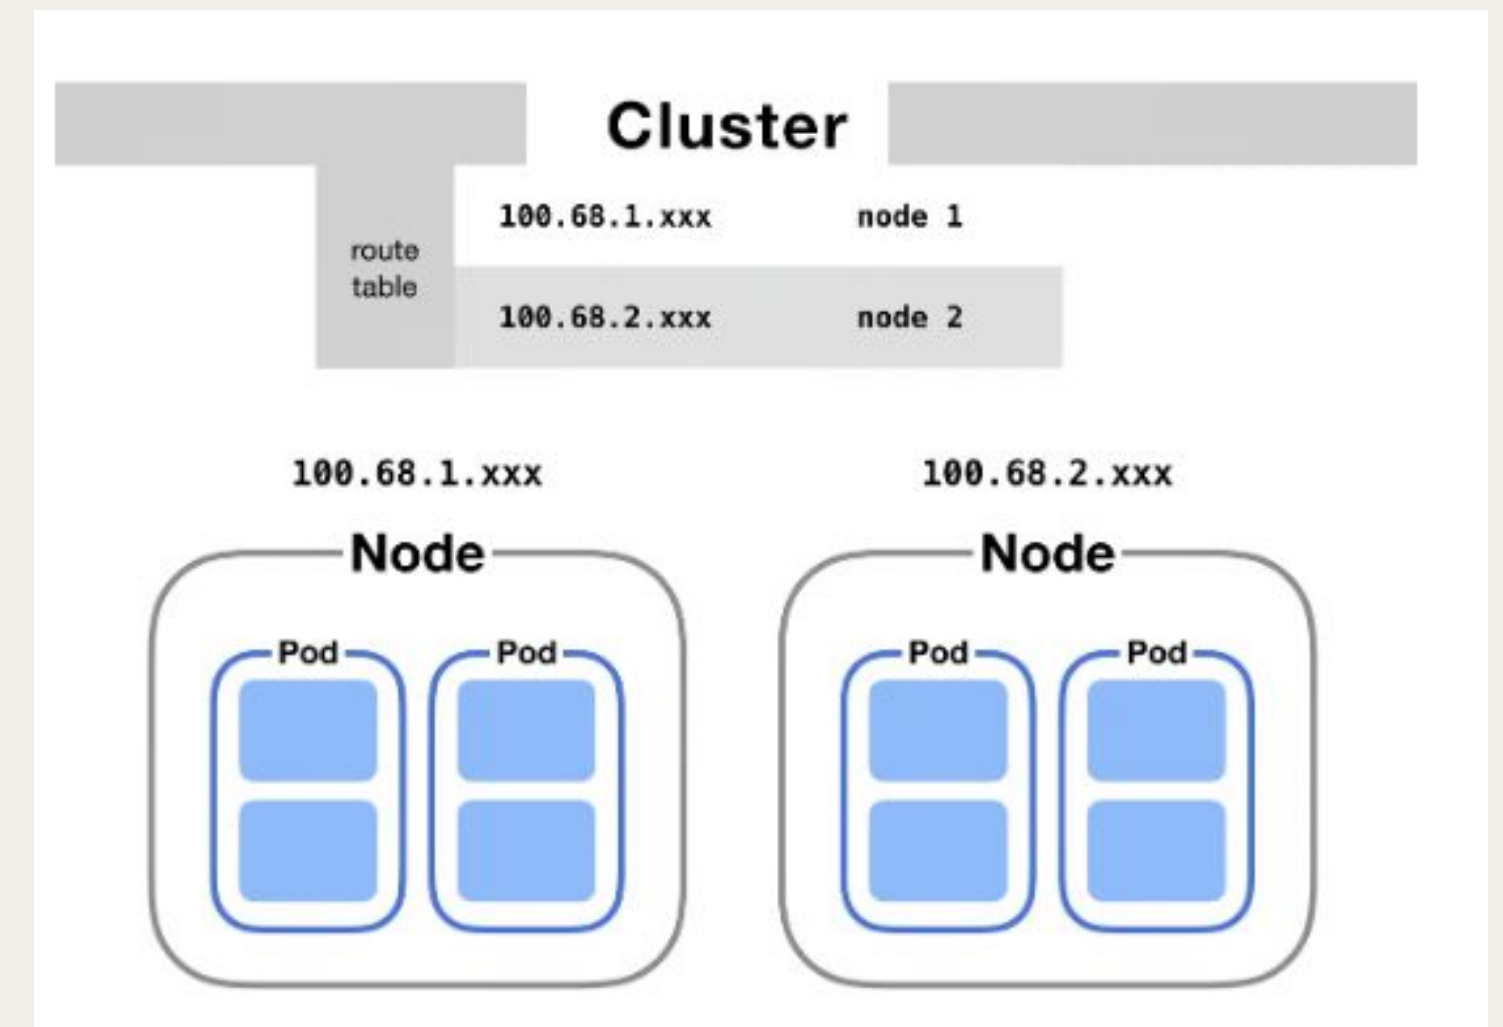 Cluster
100.68.1.xxx node 1
route
table
100.68.2.xxx node 2
100.68.1.xxx 100.68.2.xxx
Node Node
Pod Pod Pod Pod